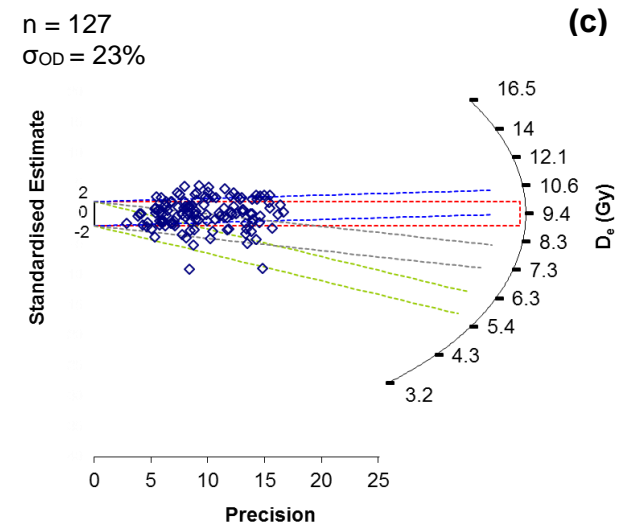 n = 127
σOD = 23%
(c)
Standardised Estimate
2
0
-2
16.5
14
12.1
10.6
9.4
8.3
7.3
6.3
5.4
4.3
3.2
De (Gy)
0 5 10 15 20 25
Precision